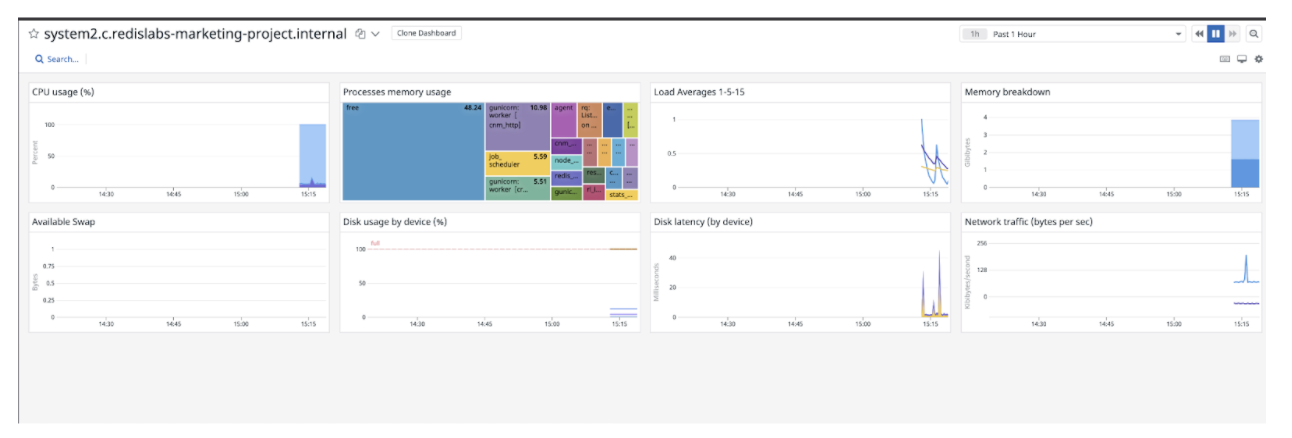 system2.c.redislabs-marketing-project.internal Clone Dashboard
1h Past 1 Hour
Search...
CPU usage (%)
100
50
0
Percent
14:30 14:45 15:00 15:15
Processes memory usage
free 48.24
gunicorn: 10.96
worker [
cnm_http]
job_ 5.59
scheduler
gunicorn: 5.51
worker [cr...
agent
rq:
List...
on ...
e...
...
...
[...
cnm_...
node_...
redis_...
gunic...
res...
c...
rl_l...
stats_...
Load Averages 1-5-15
1
0.5
0
14:30 14:45 15:00 15:15
Memory breakdown
4
3
2
1
0
Gibibytes
14:30 14:45 15:00 15:15
Available Swap
1
0.75
0.5
0.25
0
Bytes
14:30 14:45 15:00 15:15
Disk usage by device (%)
full
100
50
0
14:30 14:45 15:00 15:15
Disk latency (by device)
40
20
0
Milliseconds
14:30 14:45 15:00 15:15
Network traffic (bytes per sec)
256
128
0
Kibibytes/second
14:30 14:45 15:00 15:15